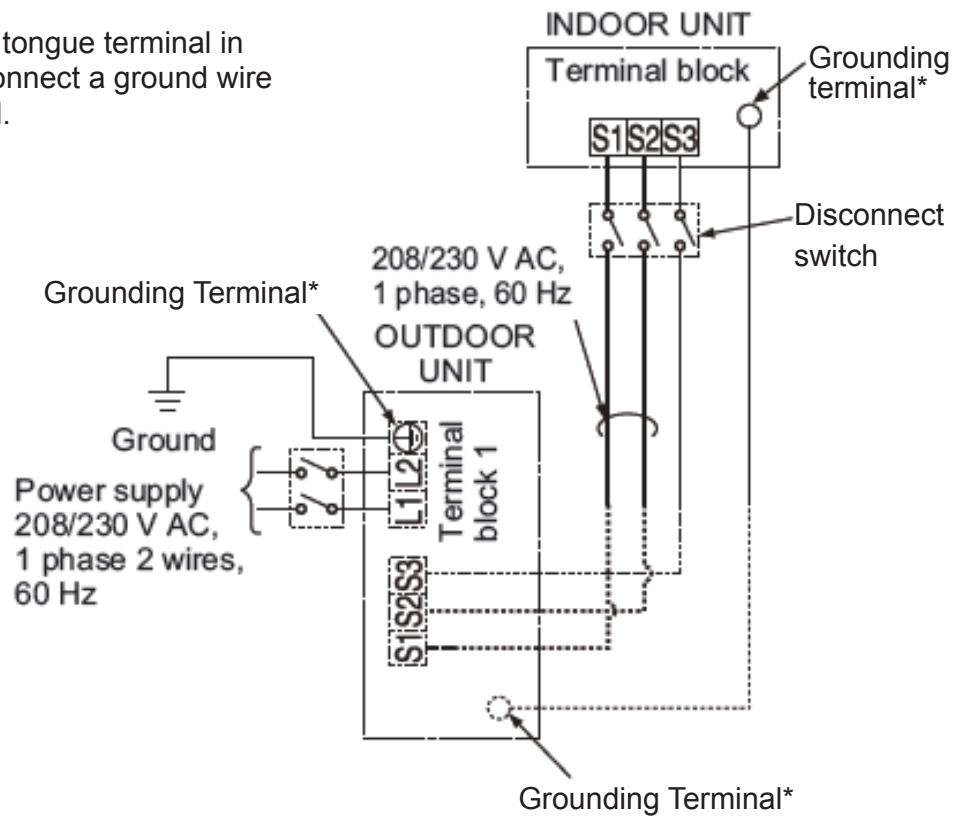 tongue terminal in
onnect a ground wire
INDOOR UNIT
Terminal block
Grounding
terminal*
S1 S2 S3
Disconnect
switch
208/230 V AC,
1 phase, 60 Hz
Grounding Terminal*
OUTDOOR
UNIT
Ground
Power supply
208/230 V AC,
1 phase 2 wires,
60 Hz
L1 L2
Terminal
block 1
S1 S2 S3
Grounding Terminal*